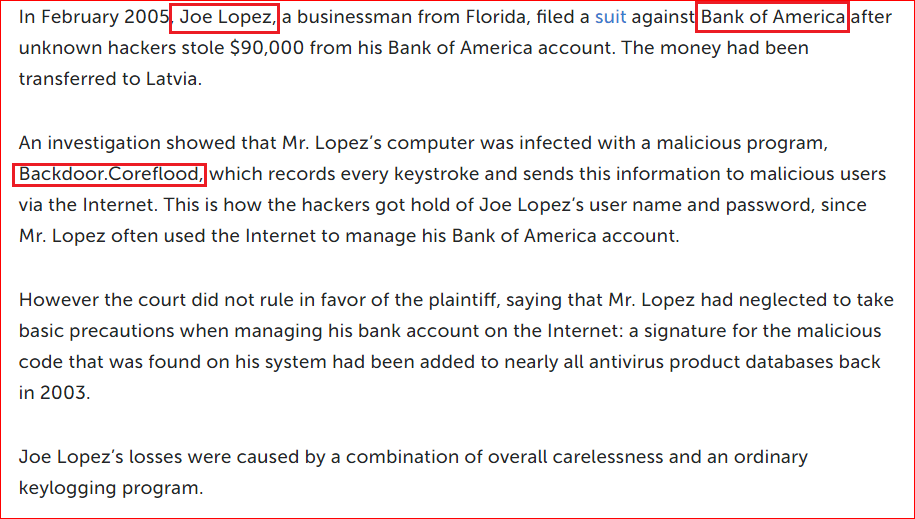 In February 2005, Joe Lopez, a businessman from Florida, filed a suit against Bank of America after
unknown hackers stole $90,000 from his Bank of America account. The money had been
transferred to Latvia.
An investigation showed that Mr. Lopez’s computer was infected with a malicious program,
Backdoor.Coreflood, which records every keystroke and sends this information to malicious users
via the Internet. This is how the hackers got hold of Joe Lopez’s user name and password, since
Mr. Lopez often used the Internet to manage his Bank of America account.
However the court did not rule in favor of the plaintiff, saying that Mr. Lopez had neglected to take
basic precautions when managing his bank account on the Internet: a signature for the malicious
code that was found on his system had been added to nearly all antivirus product databases back
in 2003.
Joe Lopez’s losses were caused by a combination of overall carelessness and an ordinary
keylogging program.